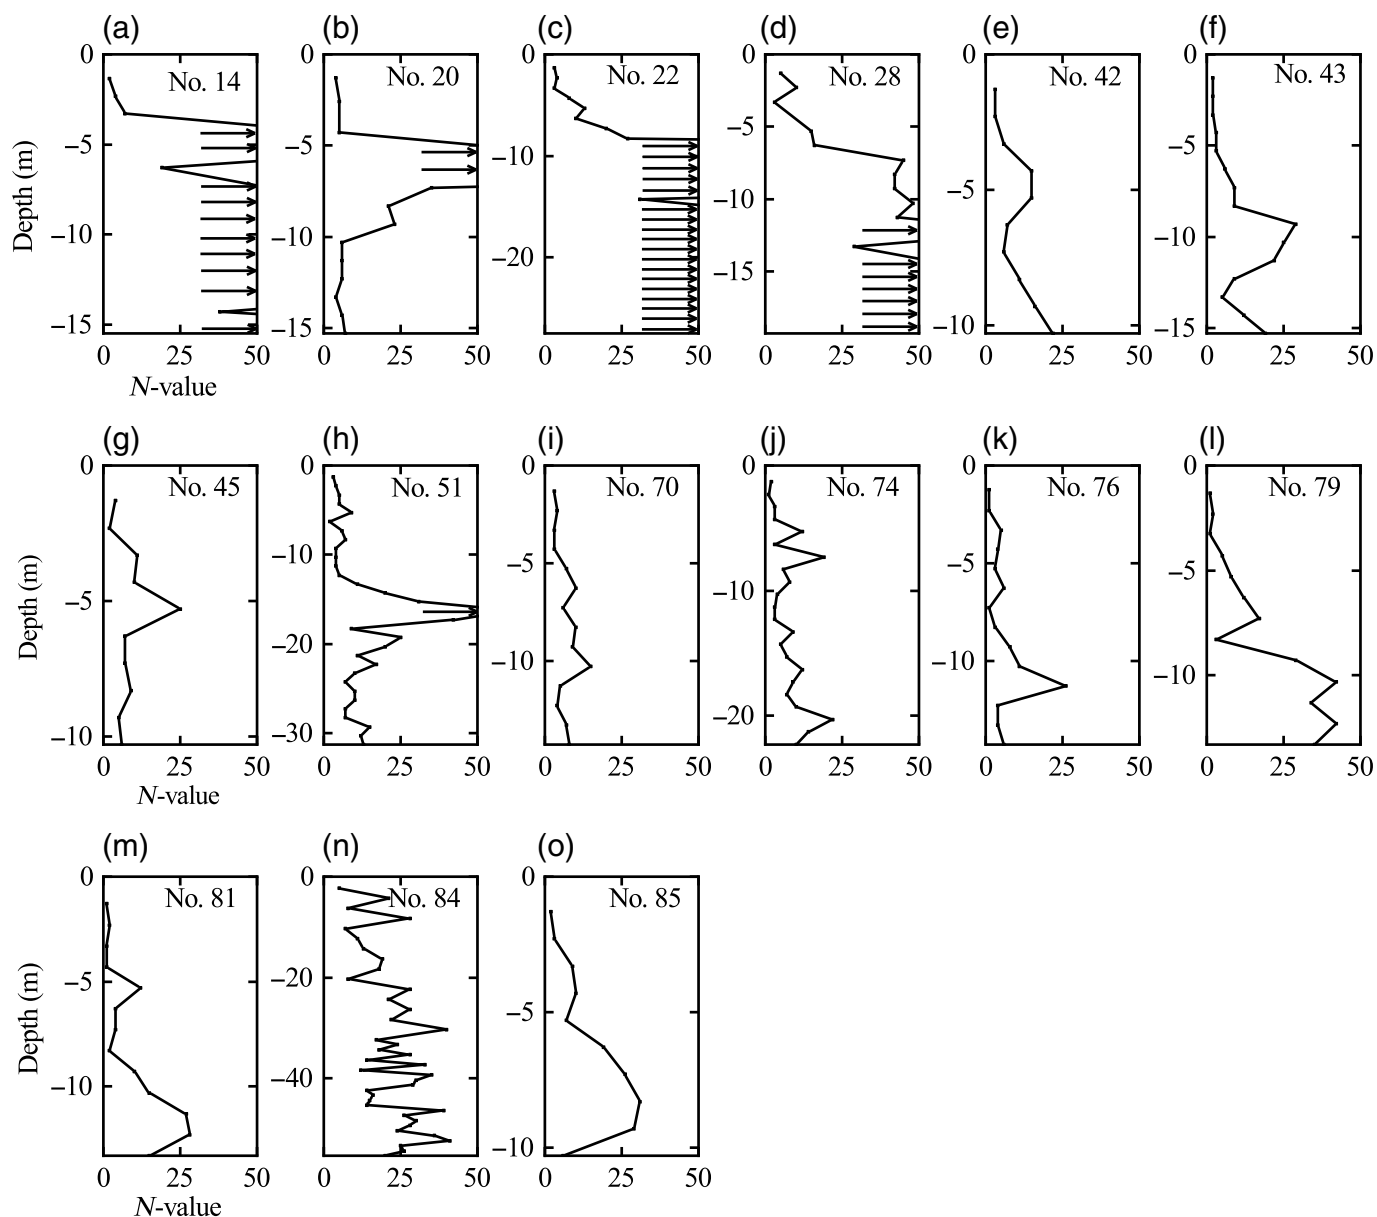 (a) (b) (c) (d) (e) (f)
0 0 0 0 0 0
No. 14 No. 20 No. 22 No. 28 No. 42 No. 43
−5 −5 −10 −5 −5 −5
−10 −10 −20 −10 −10 −10
−15 −15 −15 −15
Depth (m)
0 25 50 0 25 50 0 25 50 0 25 50 0 25 50 0 25 50
N-value
(g) (h) (i) (j) (k) (l)
0 0 0 0 0 0
No. 45 No. 51 No. 70 No. 74 No. 76 No. 79
−5 −10 −5 −10 −5 −5
−10 −20 −10 −20 −10 −10
−30
Depth (m)
0 25 50 0 25 50 0 25 50 0 25 50 0 25 50 0 25 50
N-value
(m) (n) (o)
0 0 0
No. 81 No. 84 No. 85
−5 −20 −5
−10 −40 −10
Depth (m)
0 25 50 0 25 50 0 25 50
N-value